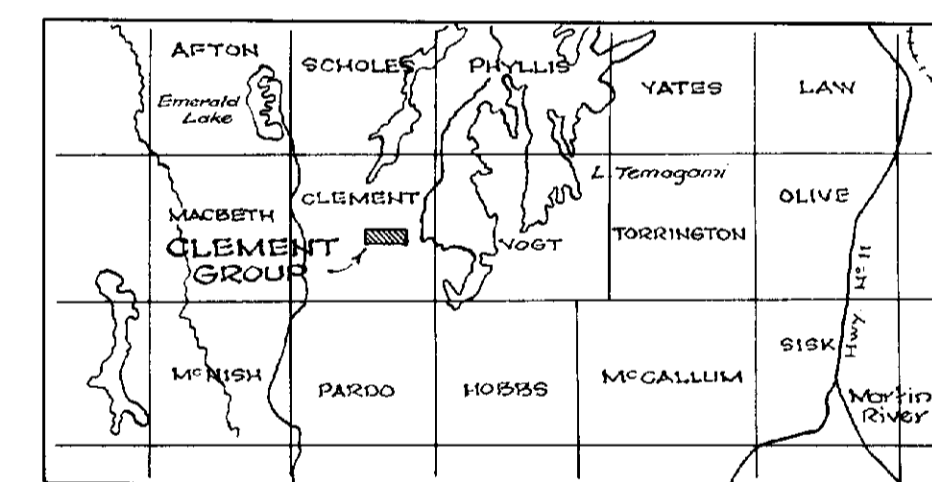 AFTON
SCHOLES
PHYLLIS
YATES
LAW
Emerald
Lake
L. Temagami
CLEMENT
OLIVE
MACBETH
CLEMENT
GROUP
VOGT
TORRINGTON
Hwy. No 11
SISK
McNISH
PARDO
HOBBS
McCALLUM
Martin
River